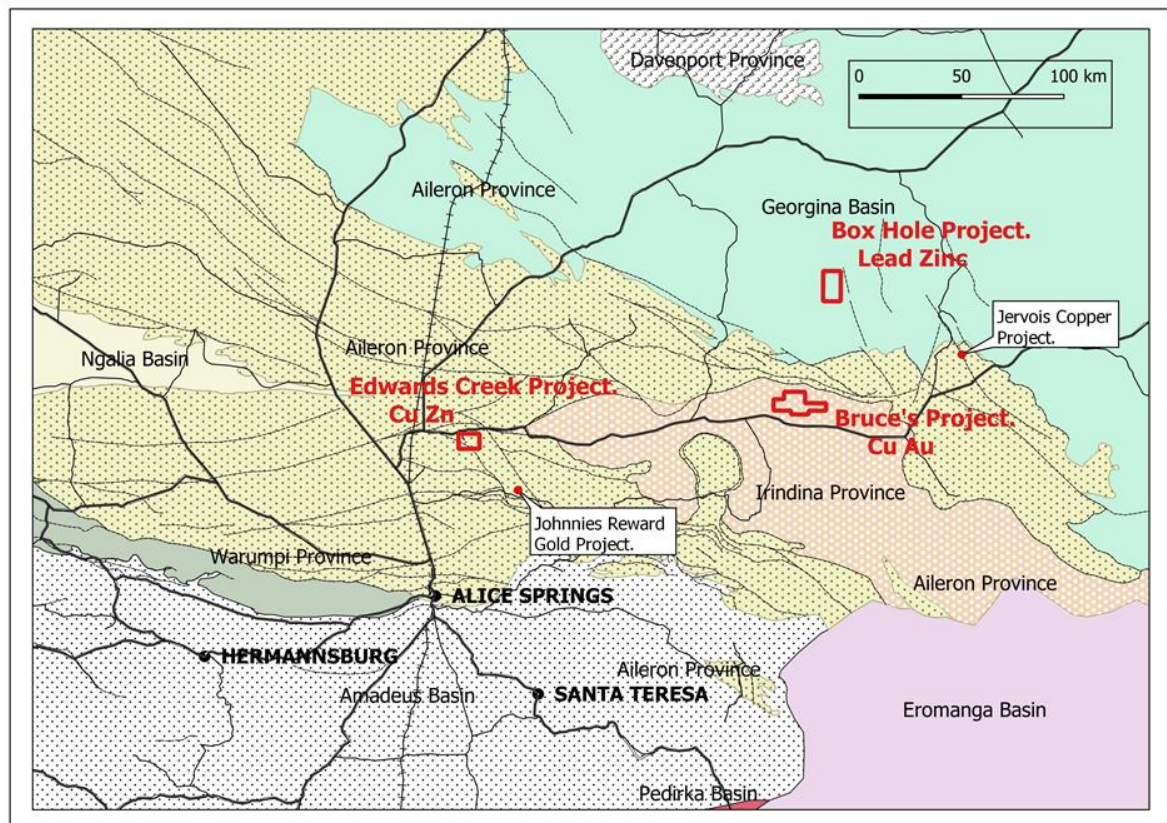 Davenport Province
0 50 100 km
Aileron Province
Georgina Basin
Box Hole Project.
Lead Zinc
Jervois Copper
Project.
Ngalia Basin
Aileron Province
Edwards Creek Project.
Cu Zn
Bruce's Project.
Cu Au
Irindina Province
Johnnies Reward
Gold Project.
Warumpi Province
Aileron Province
ALICE SPRINGS
HERMANNSBURG
Aileron Province
Amadeus Basin
SANTA TERESA
Eromanga Basin
Pedirka Basin